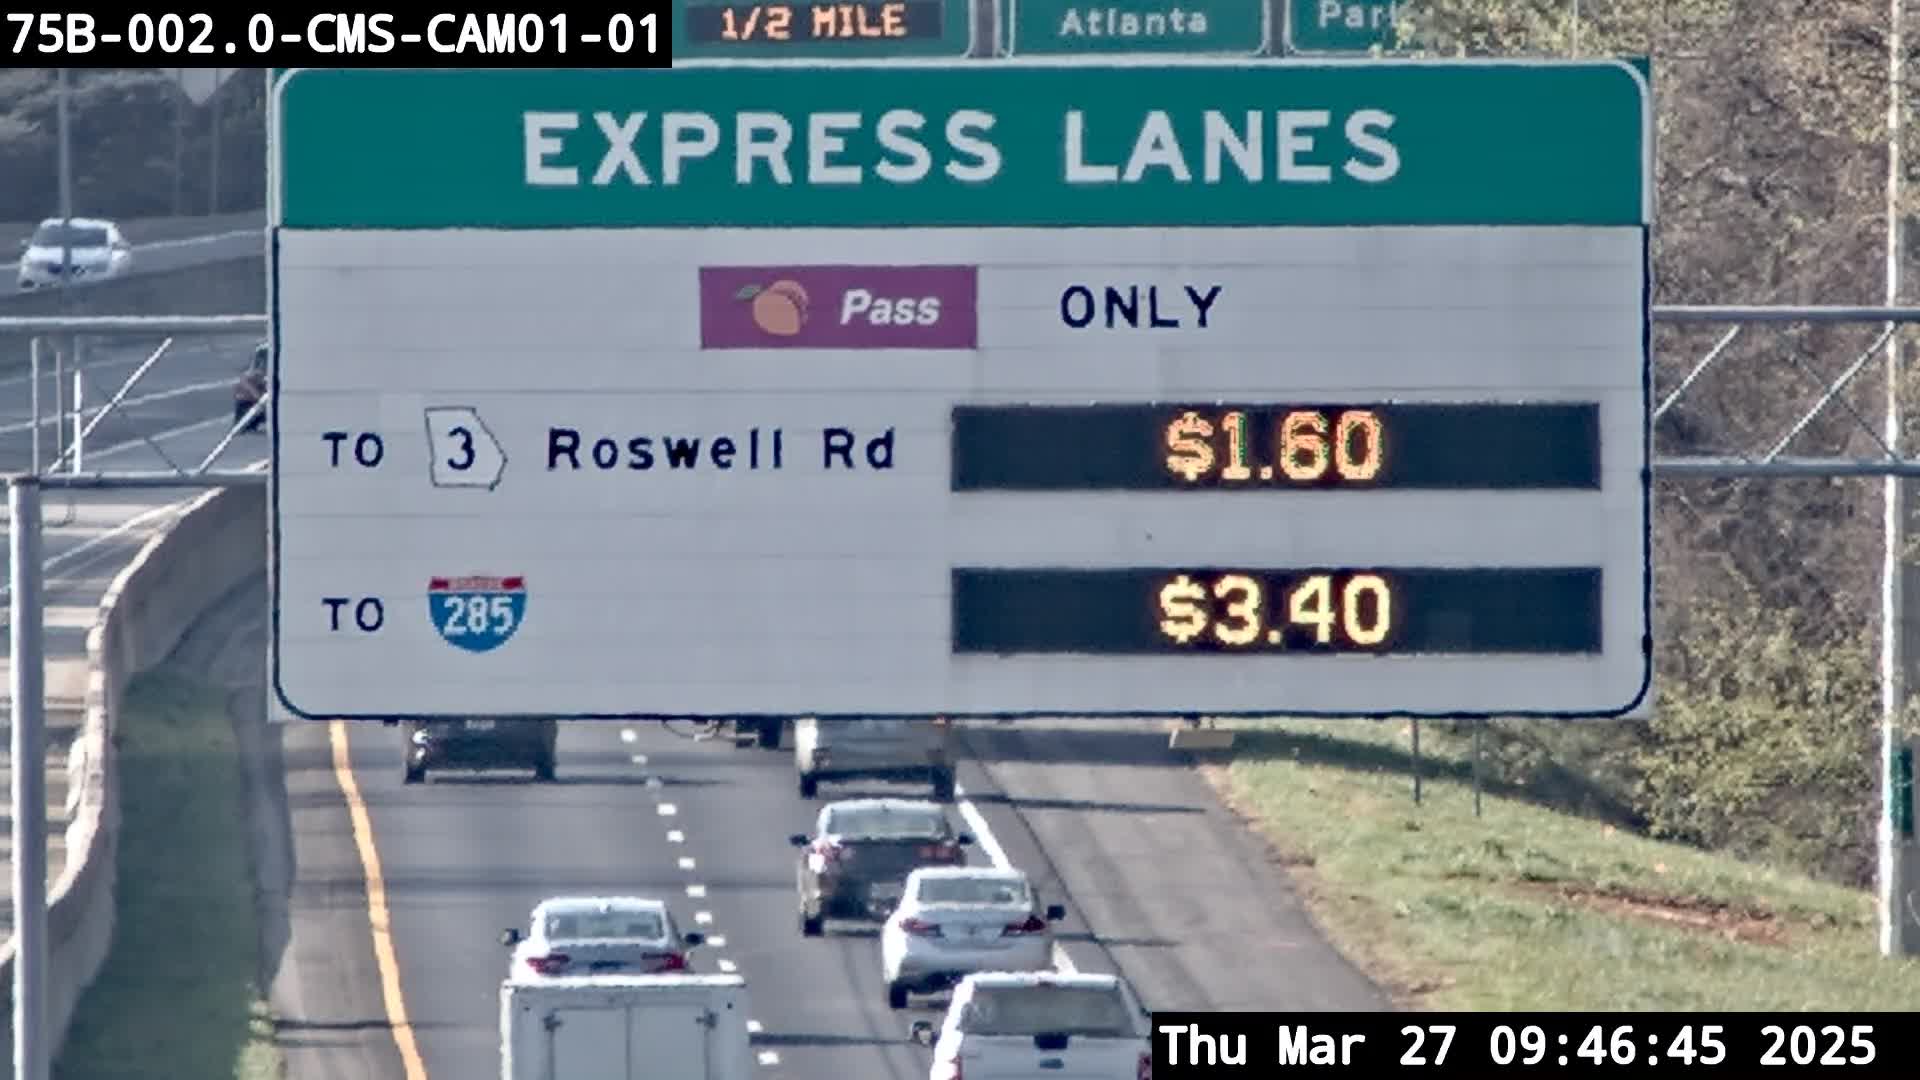 75B-002.0-CMS-CAM01-01
1/2 MILE
Atlanta
EXPRESS LANES
Pass ONLY
TO 3 Roswell Rd $1.60
TO 285 $3.40
Thu Mar 27 09:46:45 2025